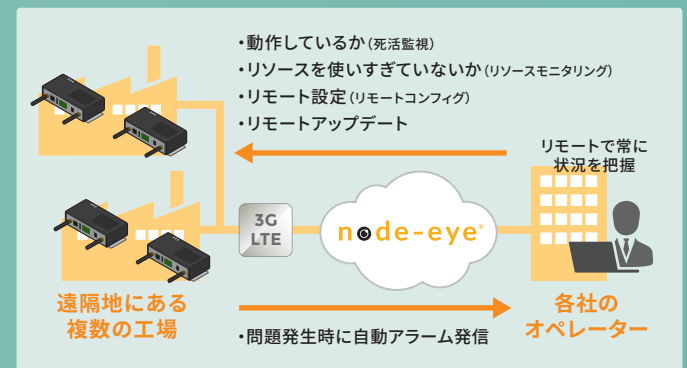 ・動作しているか(死活監視)
・リソースを使いすぎていないか(リソースモニタリング)
・リモート設定(リモートコンフィグ)
・リモートアップデート
リモートで常に
状況を把握
3G
LTE
node-eye®
遠隔地にある
複数の工場
・問題発生時に自動アラーム発信
各社の
オペレーター